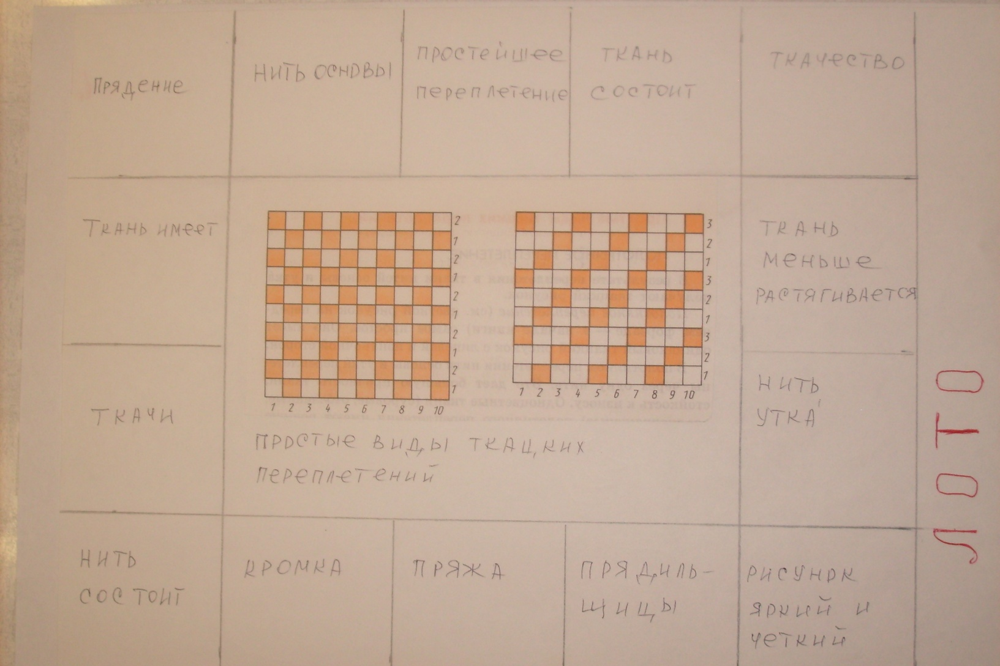 Прядение
НИТЬ ОСНОВЫ
ПРОСТЕЙШЕЕ
ПЕРЕПЛЕТЕНИЕ
ТКАНЬ
СОСТОИТ
ТКАЧЕСТВО
ТКАНЬ ИМЕЕТ
2
1
2
1
2
1
2
1
2
1
1 2 3 4 5 6 7 8 9 10
3
2
1
3
2
1
3
2
1
1 2 3 4 5 6 7 8 9 10
ПРОСТЫЕ ВИДЫ ТКАЦКИХ
ПЕРЕПЛЕТЕНИЙ
ТКАНЬ
МЕНЬШЕ
РАСТЯГИВАЕТСЯ
ТКАЧИ
НИТЬ
УТКА
НИТЬ
СОСТОИТ
КРОМКА
ПРЯЖА
ПРЯДИЛЬ-
ЩИЦЫ
РИСУНОК
ЯРКИЙ И
ЧЕТКИЙ
ЛОТО